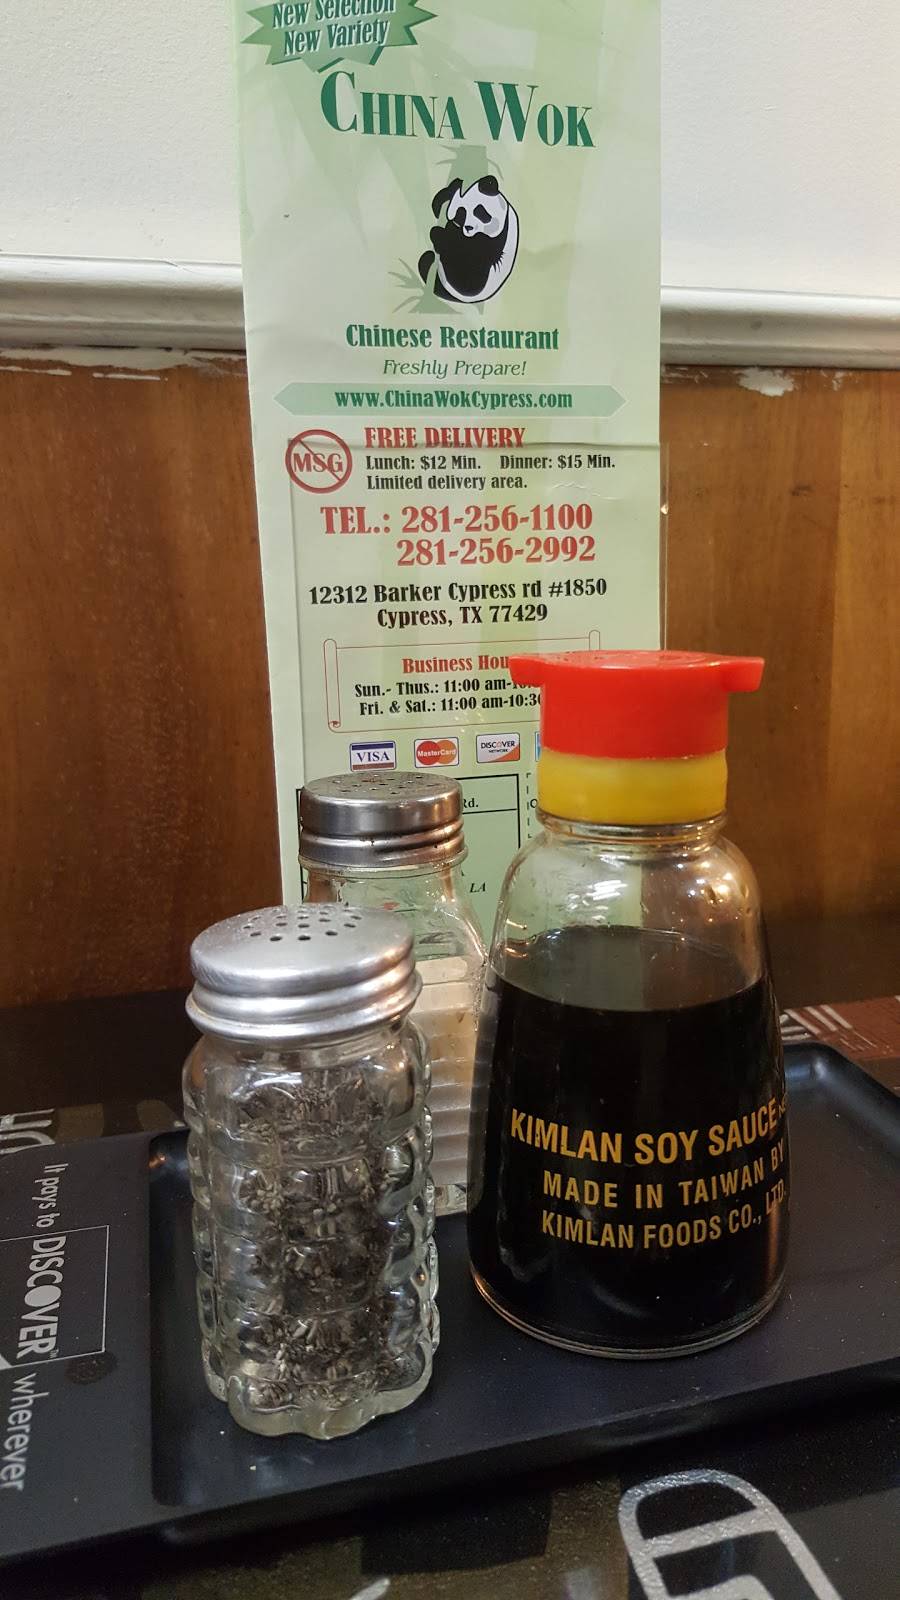 New Selection
New Variety
CHINA WOK
Chinese Restaurant
Freshly Prepare!
www.ChinaWokCypress.com
MSG
FREE DELIVERY
Lunch: $12 Min. Dinner: $15 Min.
Limited delivery area.
TEL.: 281-256-1100
281-256-2992
12312 Barker Cypress rd #1850
Cypress, TX 77429
Business Hou
Sun.- Thus.: 11:00 am-
Fri. & Sat.: 11:00 am-10:30
VISA
MasterCard
DISCOVER
NETWORK
Rd.
LA
KIMLAN SOY SAUCE
MADE IN TAIWAN BY
KIMLAN FOODS CO., LTD.
It pays to DISCOVER wherever